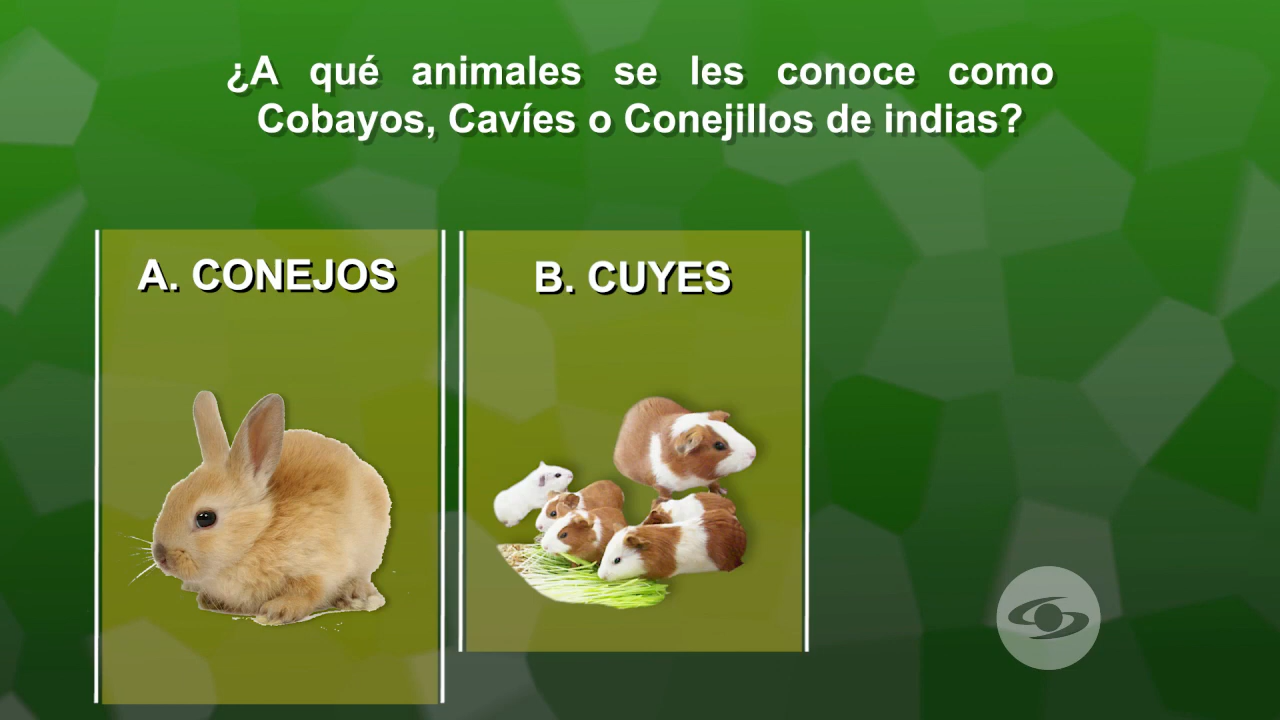 ¿A qué animales se les conoce como
Cobayos, Cavíes o Conejillos de indias?
A. CONEJOS
B. CUYES